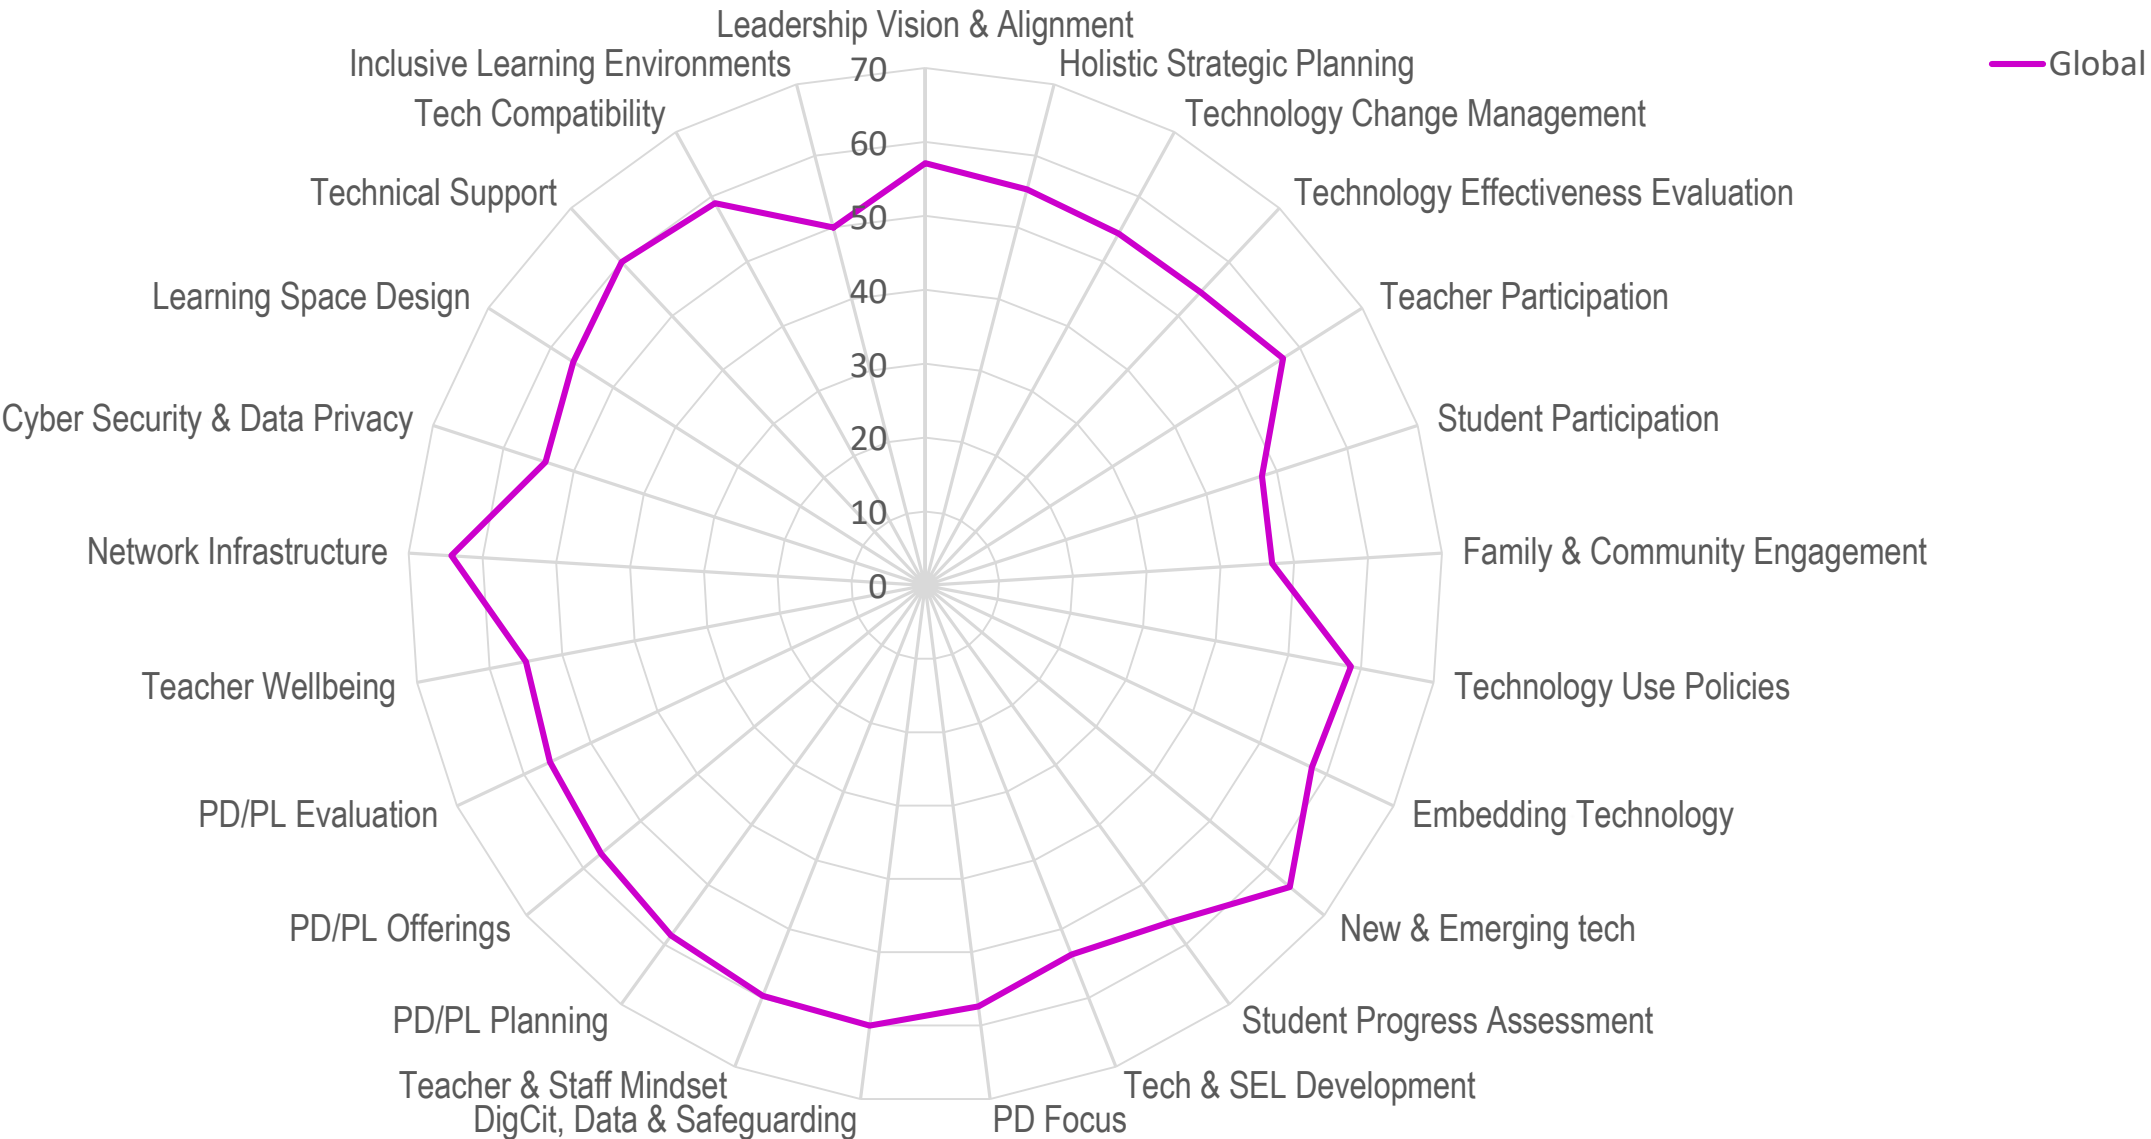 Leadership Vision & Alignment
Holistic Strategic Planning
Technology Change Management
Technology Effectiveness Evaluation
Teacher Participation
Student Participation
Family & Community Engagement
Technology Use Policies
Embedding Technology
New & Emerging tech
Student Progress Assessment
Tech & SEL Development
PD Focus
DigCit, Data & Safeguarding
Teacher & Staff Mindset
PD/PL Planning
PD/PL Offerings
PD/PL Evaluation
Teacher Wellbeing
Network Infrastructure
Cyber Security & Data Privacy
Learning Space Design
Technical Support
Tech Compatibility
Inclusive Learning Environments
70
60
50
40
30
20
10
0
Global